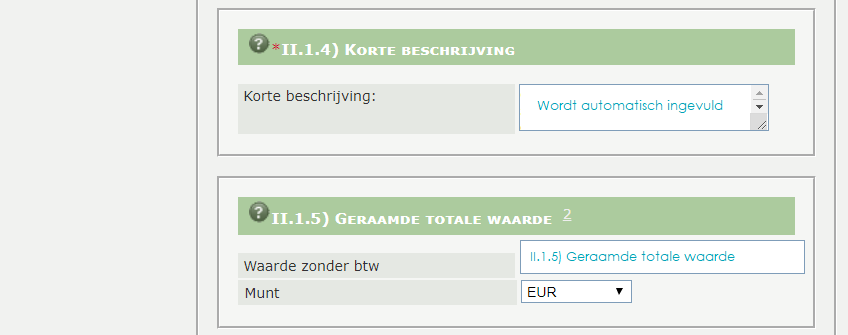 *II.1.4) Korte beschrijving
Korte beschrijving: Wordt automatisch ingevuld
II.1.5) Geraamde totale waarde 2
Waarde zonder btw II.1.5) Geraamde totale waarde
Munt EUR